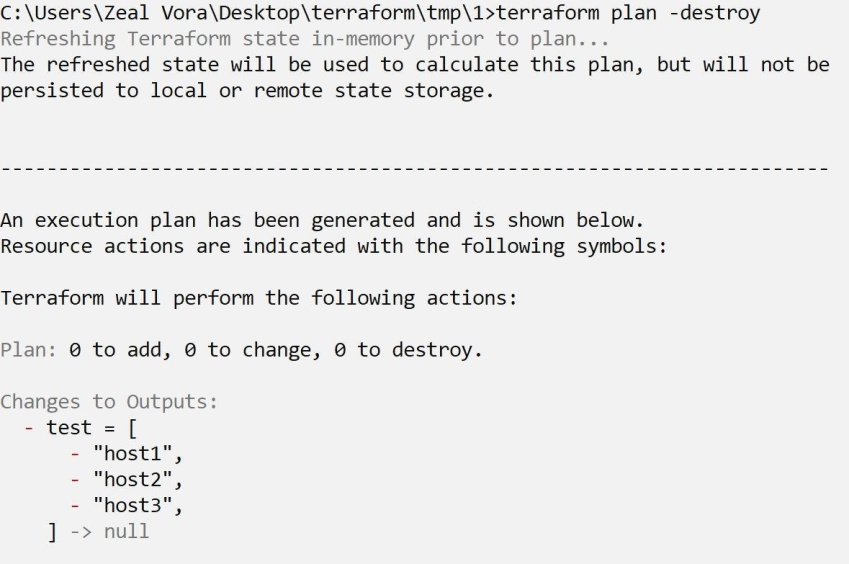 C:\Users\Zeal Vora\Desktop\terraform\tmp\1>terraform plan -destroy
Refreshing Terraform state in-memory prior to plan...
The refreshed state will be used to calculate this plan, but will not be
persisted to local or remote state storage.
------------------------------------------------------------------------
An execution plan has been generated and is shown below.
Resource actions are indicated with the following symbols:
Terraform will perform the following actions:
Plan: 0 to add, 0 to change, 0 to destroy.
Changes to Outputs:
  - test = [
      - "host1",
      - "host2",
      - "host3",
    ] -> null